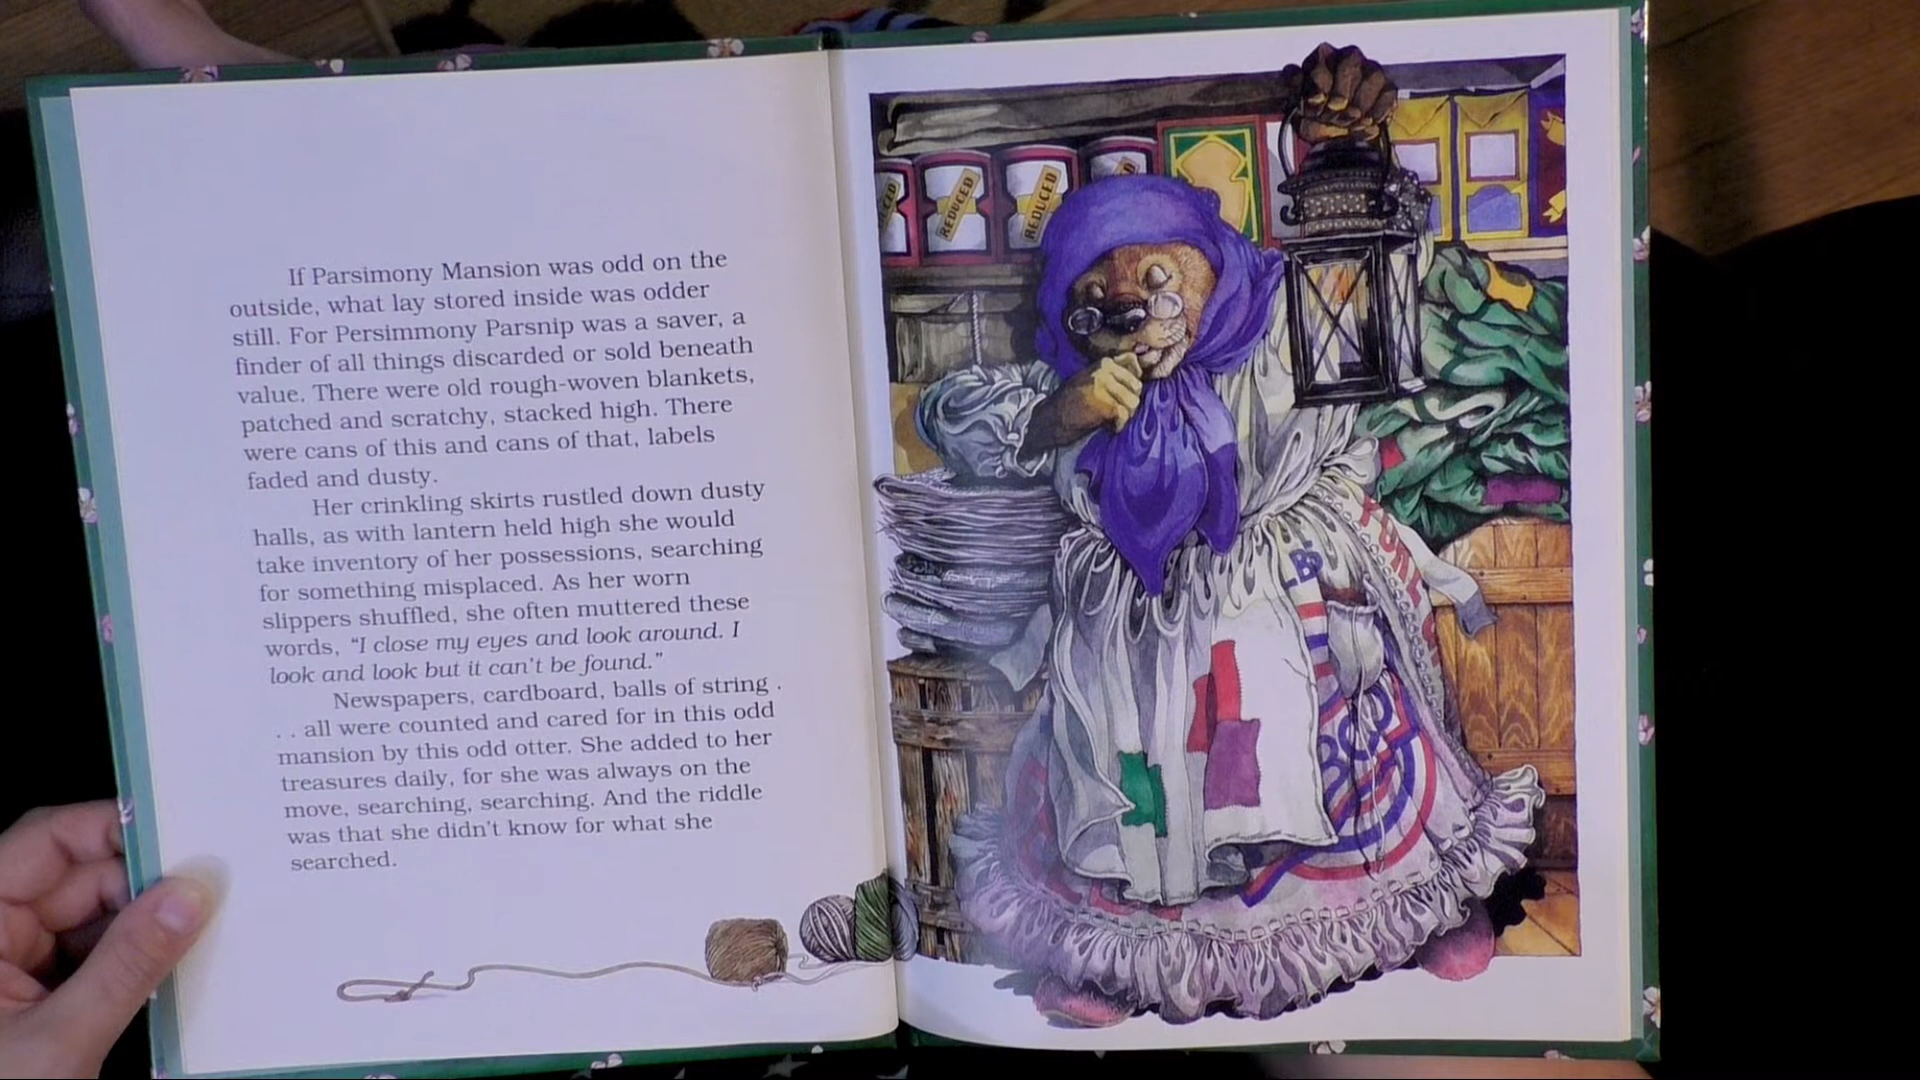 If Parsimony Mansion was odd on the
outside, what lay stored inside was odder
still. For Persimmony Parsnip was a saver, a
finder of all things discarded or sold beneath
value. There were old rough-woven blankets,
patched and scratchy, stacked high. There
were cans of this and cans of that, labels
faded and dusty.
Her crinkling skirts rustled down dusty
halls, as with lantern held high she would
take inventory of her possessions, searching
for something misplaced. As her worn
slippers shuffled, she often muttered these
words, “I close my eyes and look around. I
look and look but it can't be found.”
Newspapers, cardboard, balls of string .
. . all were counted and cared for in this odd
mansion by this odd otter. She added to her
treasures daily, for she was always on the
move, searching, searching. And the riddle
was that she didn't know for what she
searched.
REDUCED
REDUCED
LBS